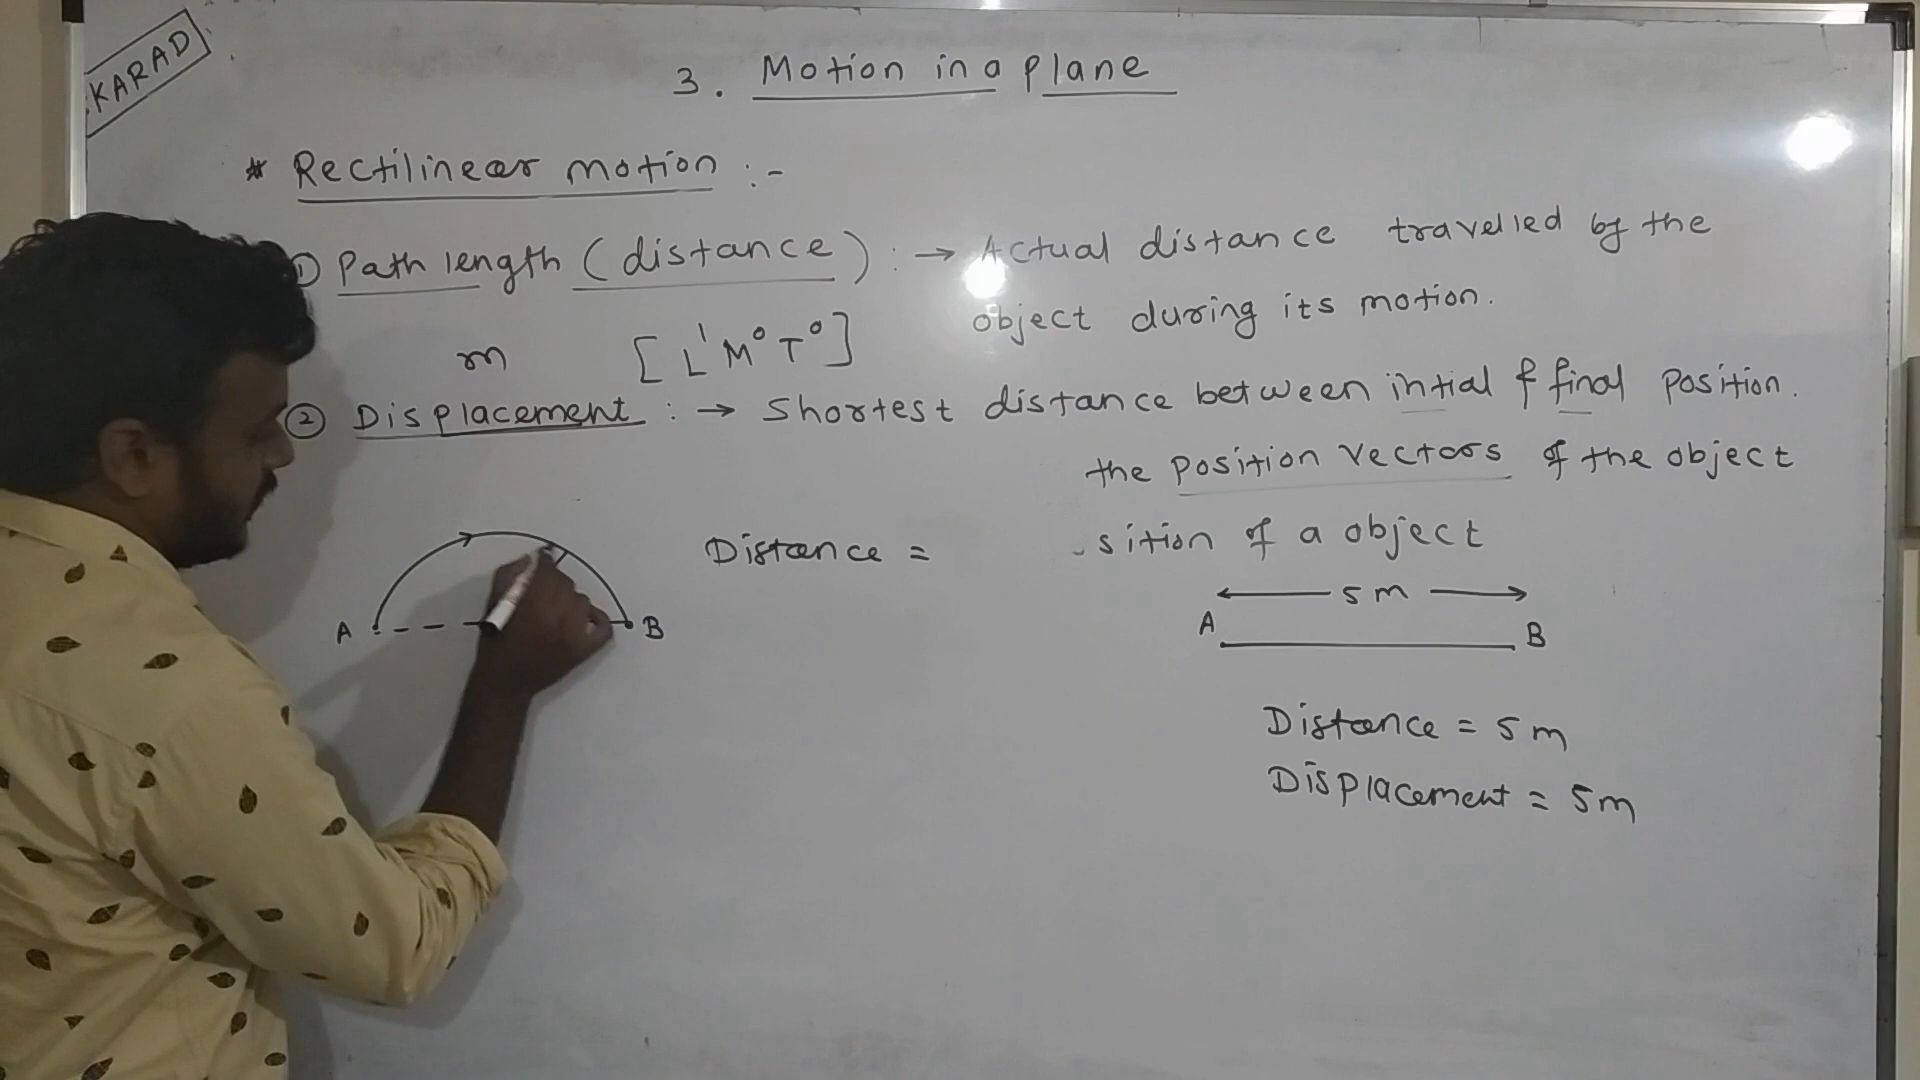 KARAD
3. Motion in a plane
* Rectilinear motion :-
① Path length (distance) : → Actual distance travelled by the
object during its motion.
m [L¹M⁰T⁰]
② Displacement : → Shortest distance between intial & final position.
the position vectors of the object
sition of a object
Distance =
A B
5 m
A B
Distance = 5 m
Displacement = 5m